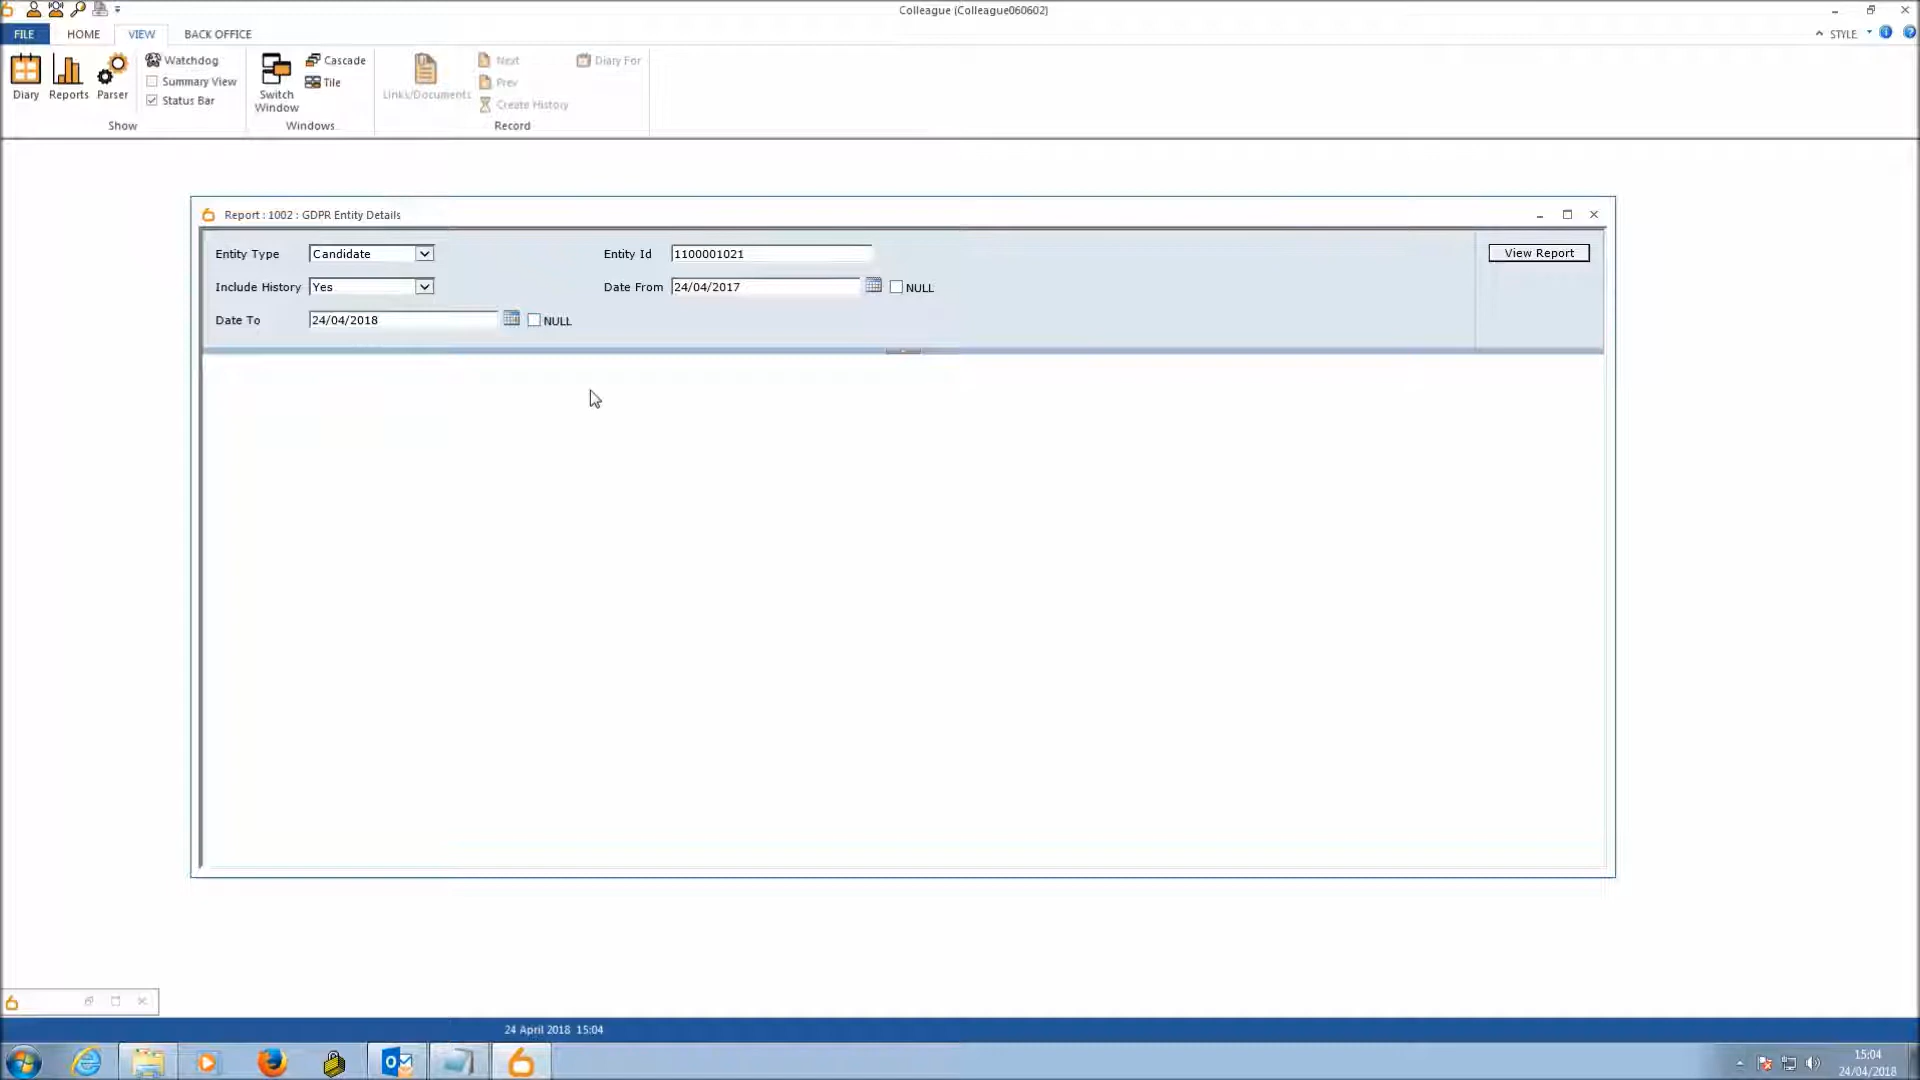 Colleague (Colleague060602)
FILE HOME VIEW BACK OFFICE STYLE
Diary Reports Parser
Watchdog
Summary View
Status Bar
Show
Switch Window
Cascade
Tile
Windows
Links/Documents
Next
Prev
Create History
Diary For
Record
Report : 1002 : GDPR Entity Details
Entity Type Candidate Entity Id 1100001021 View Report
Include History Yes Date From 24/04/2017 NULL
Date To 24/04/2018 NULL
24 April 2018 15:04
15:04
24/04/2018